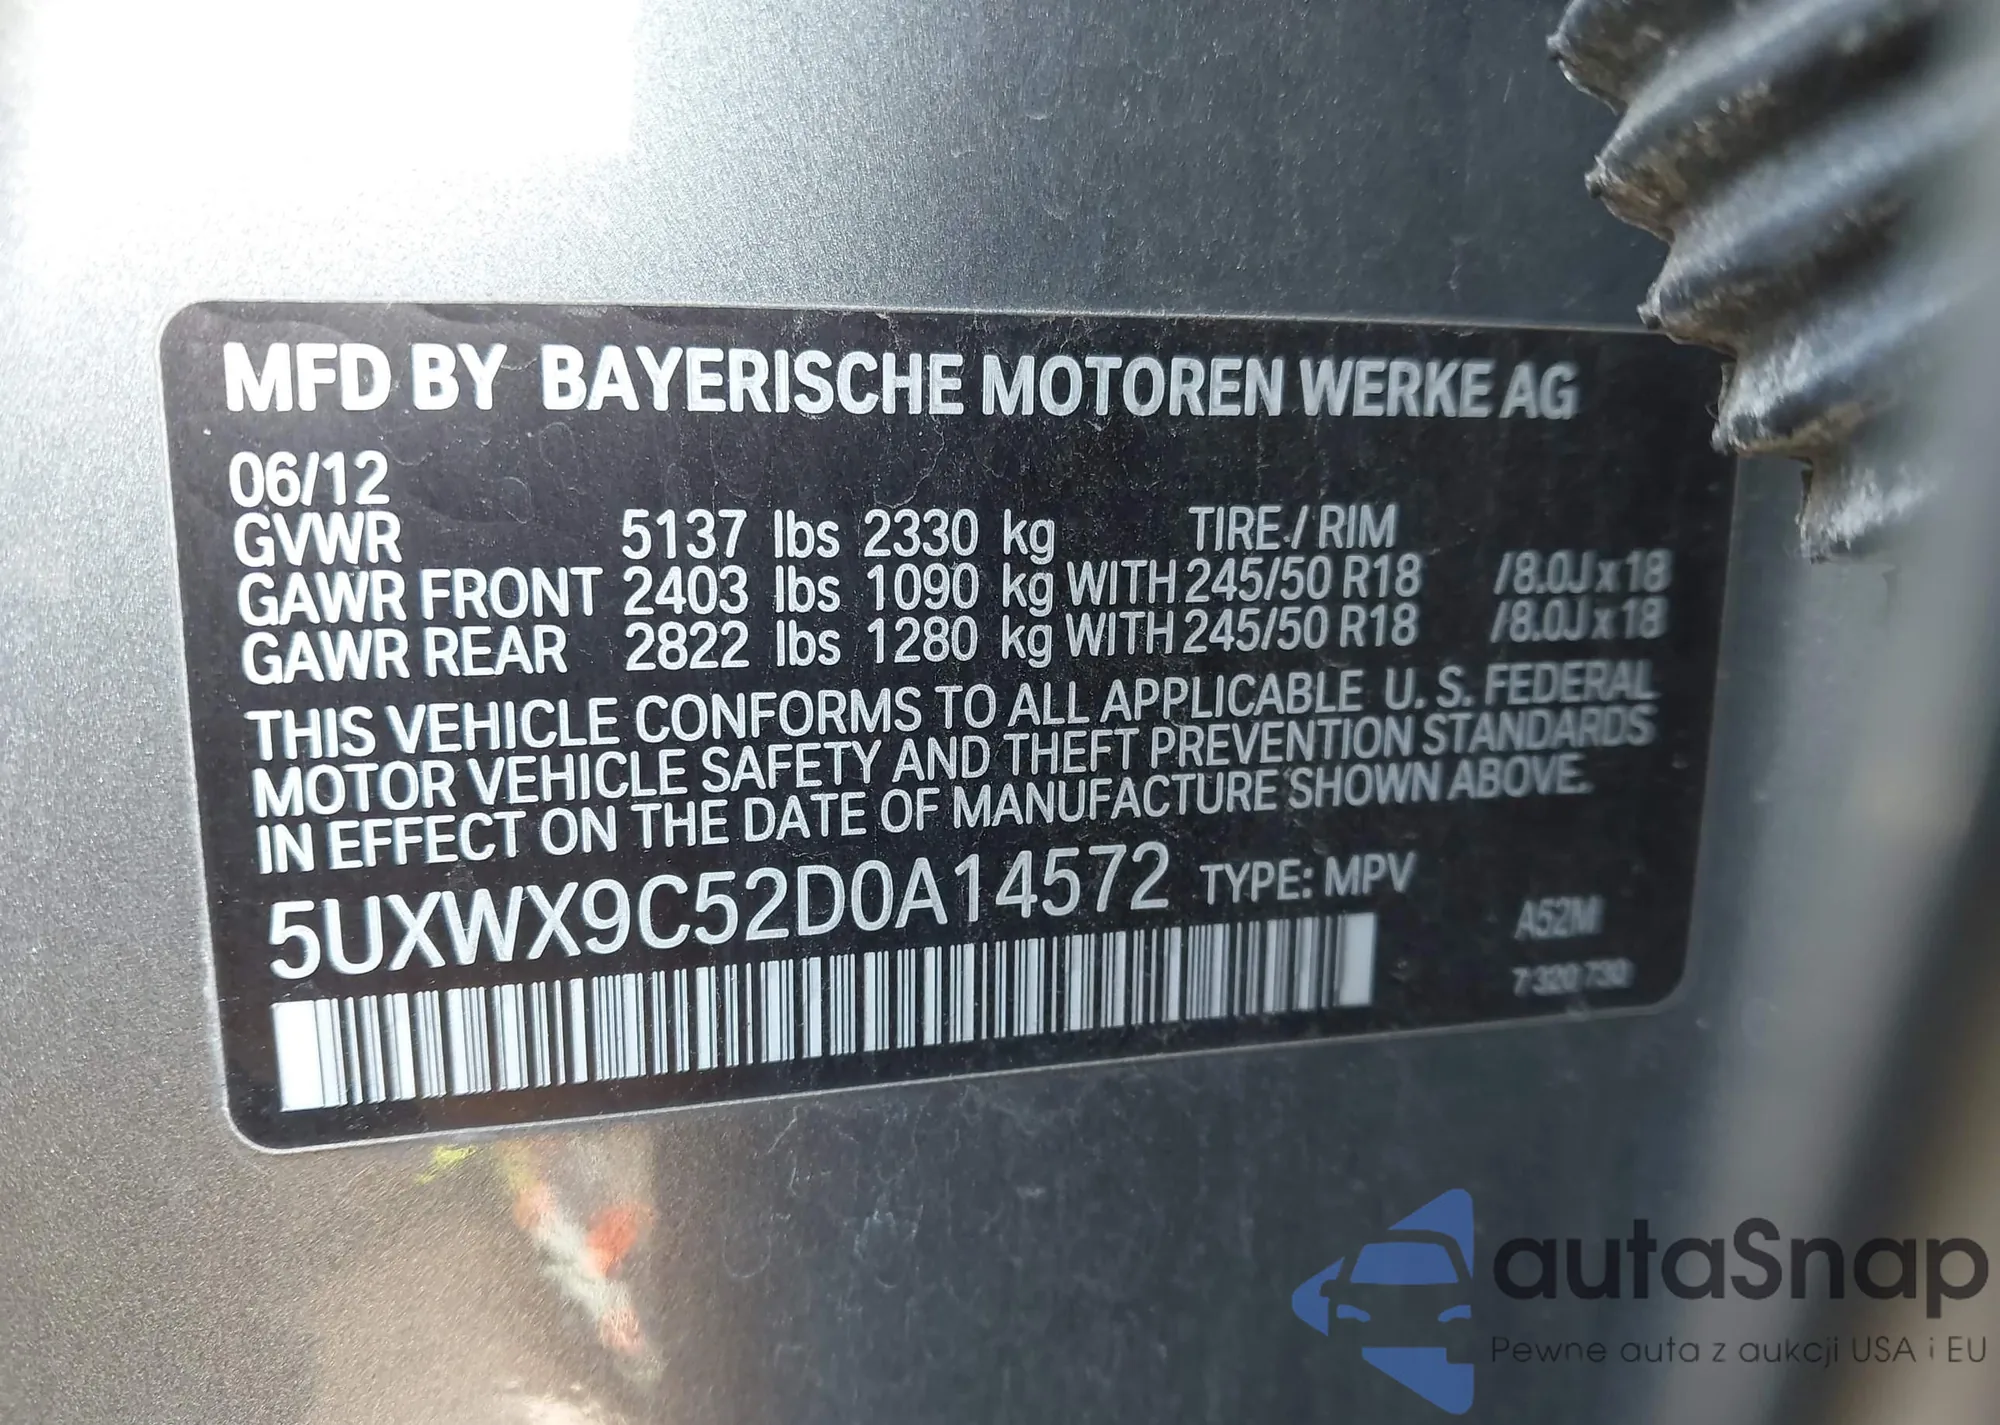 MFD BY BAYERISCHE MOTOREN WERKE AG
06/12
GVWR 5137 lbs 2330 kg TIRE / RIM
GAWR FRONT 2403 lbs 1090 kg WITH 245/50 R18 /8.0J x 18
GAWR REAR 2822 lbs 1280 kg WITH 245/50 R18 /8.0J x 18
THIS VEHICLE CONFORMS TO ALL APPLICABLE U. S. FEDERAL
MOTOR VEHICLE SAFETY AND THEFT PREVENTION STANDARDS
IN EFFECT ON THE DATE OF MANUFACTURE SHOWN ABOVE.
5UXWX9C52D0A14572 TYPE: MPV
A52M
7 320 730
autaSnap
Pewne auta z aukcji USA i EU